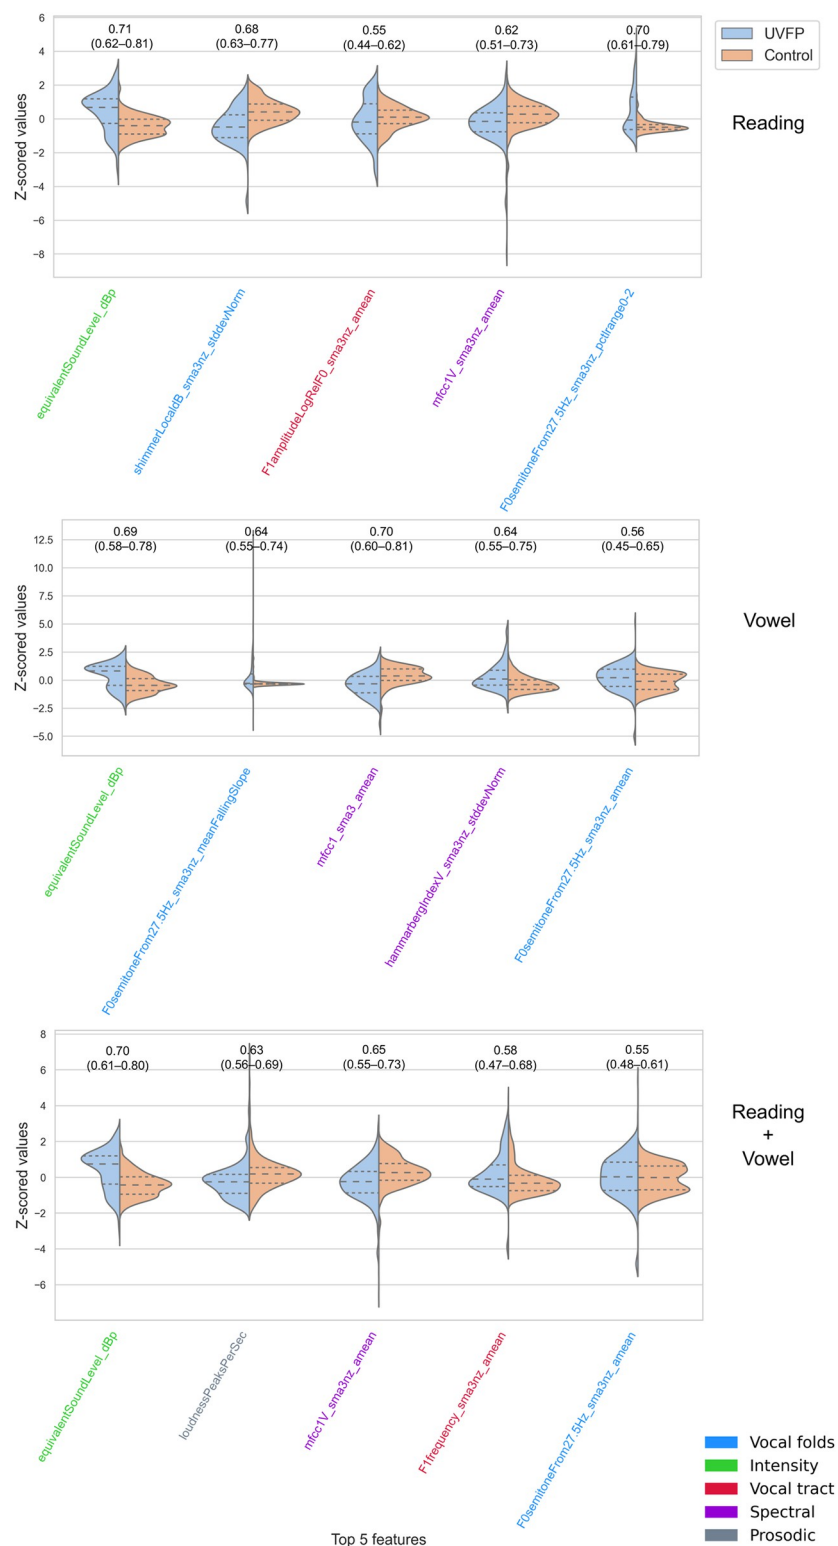 6
4
2
0
−2
−4
−6
−8
Z-scored values
0.71
(0.62–0.81)
0.68
(0.63–0.77)
0.55
(0.44–0.62)
0.62
(0.51–0.73)
0.70
(0.61–0.79)
UVFP
Control
Reading
equivalentSoundLevel_dBp
shimmerLocaldB_sma3nz_stddevNorm
F1amplitudeLogRelF0_sma3nz_amean
mfcc1V_sma3nz_amean
F0semitoneFrom27.5Hz_sma3nz_pctlrange0-2
12.5
10.0
7.5
5.0
2.5
0.0
−2.5
−5.0
Z-scored values
0.69
(0.58–0.78)
0.64
(0.55–0.74)
0.70
(0.60–0.81)
0.64
(0.55–0.75)
0.56
(0.45–0.65)
Vowel
equivalentSoundLevel_dBp
F0semitoneFrom27.5Hz_sma3nz_meanFallingSlope
mfcc1_sma3_amean
hammarbergIndexV_sma3nz_stddevNorm
F0semitoneFrom27.5Hz_sma3nz_amean
8
6
4
2
0
−2
−4
−6
Z-scored values
0.70
(0.61–0.80)
0.63
(0.56–0.69)
0.65
(0.55–0.73)
0.58
(0.47–0.68)
0.55
(0.48–0.61)
Reading
+
Vowel
equivalentSoundLevel_dBp
loudnessPeaksPerSec
mfcc1V_sma3nz_amean
F1frequency_sma3nz_amean
F0semitoneFrom27.5Hz_sma3nz_amean
Top 5 features
Vocal folds
Intensity
Vocal tract
Spectral
Prosodic